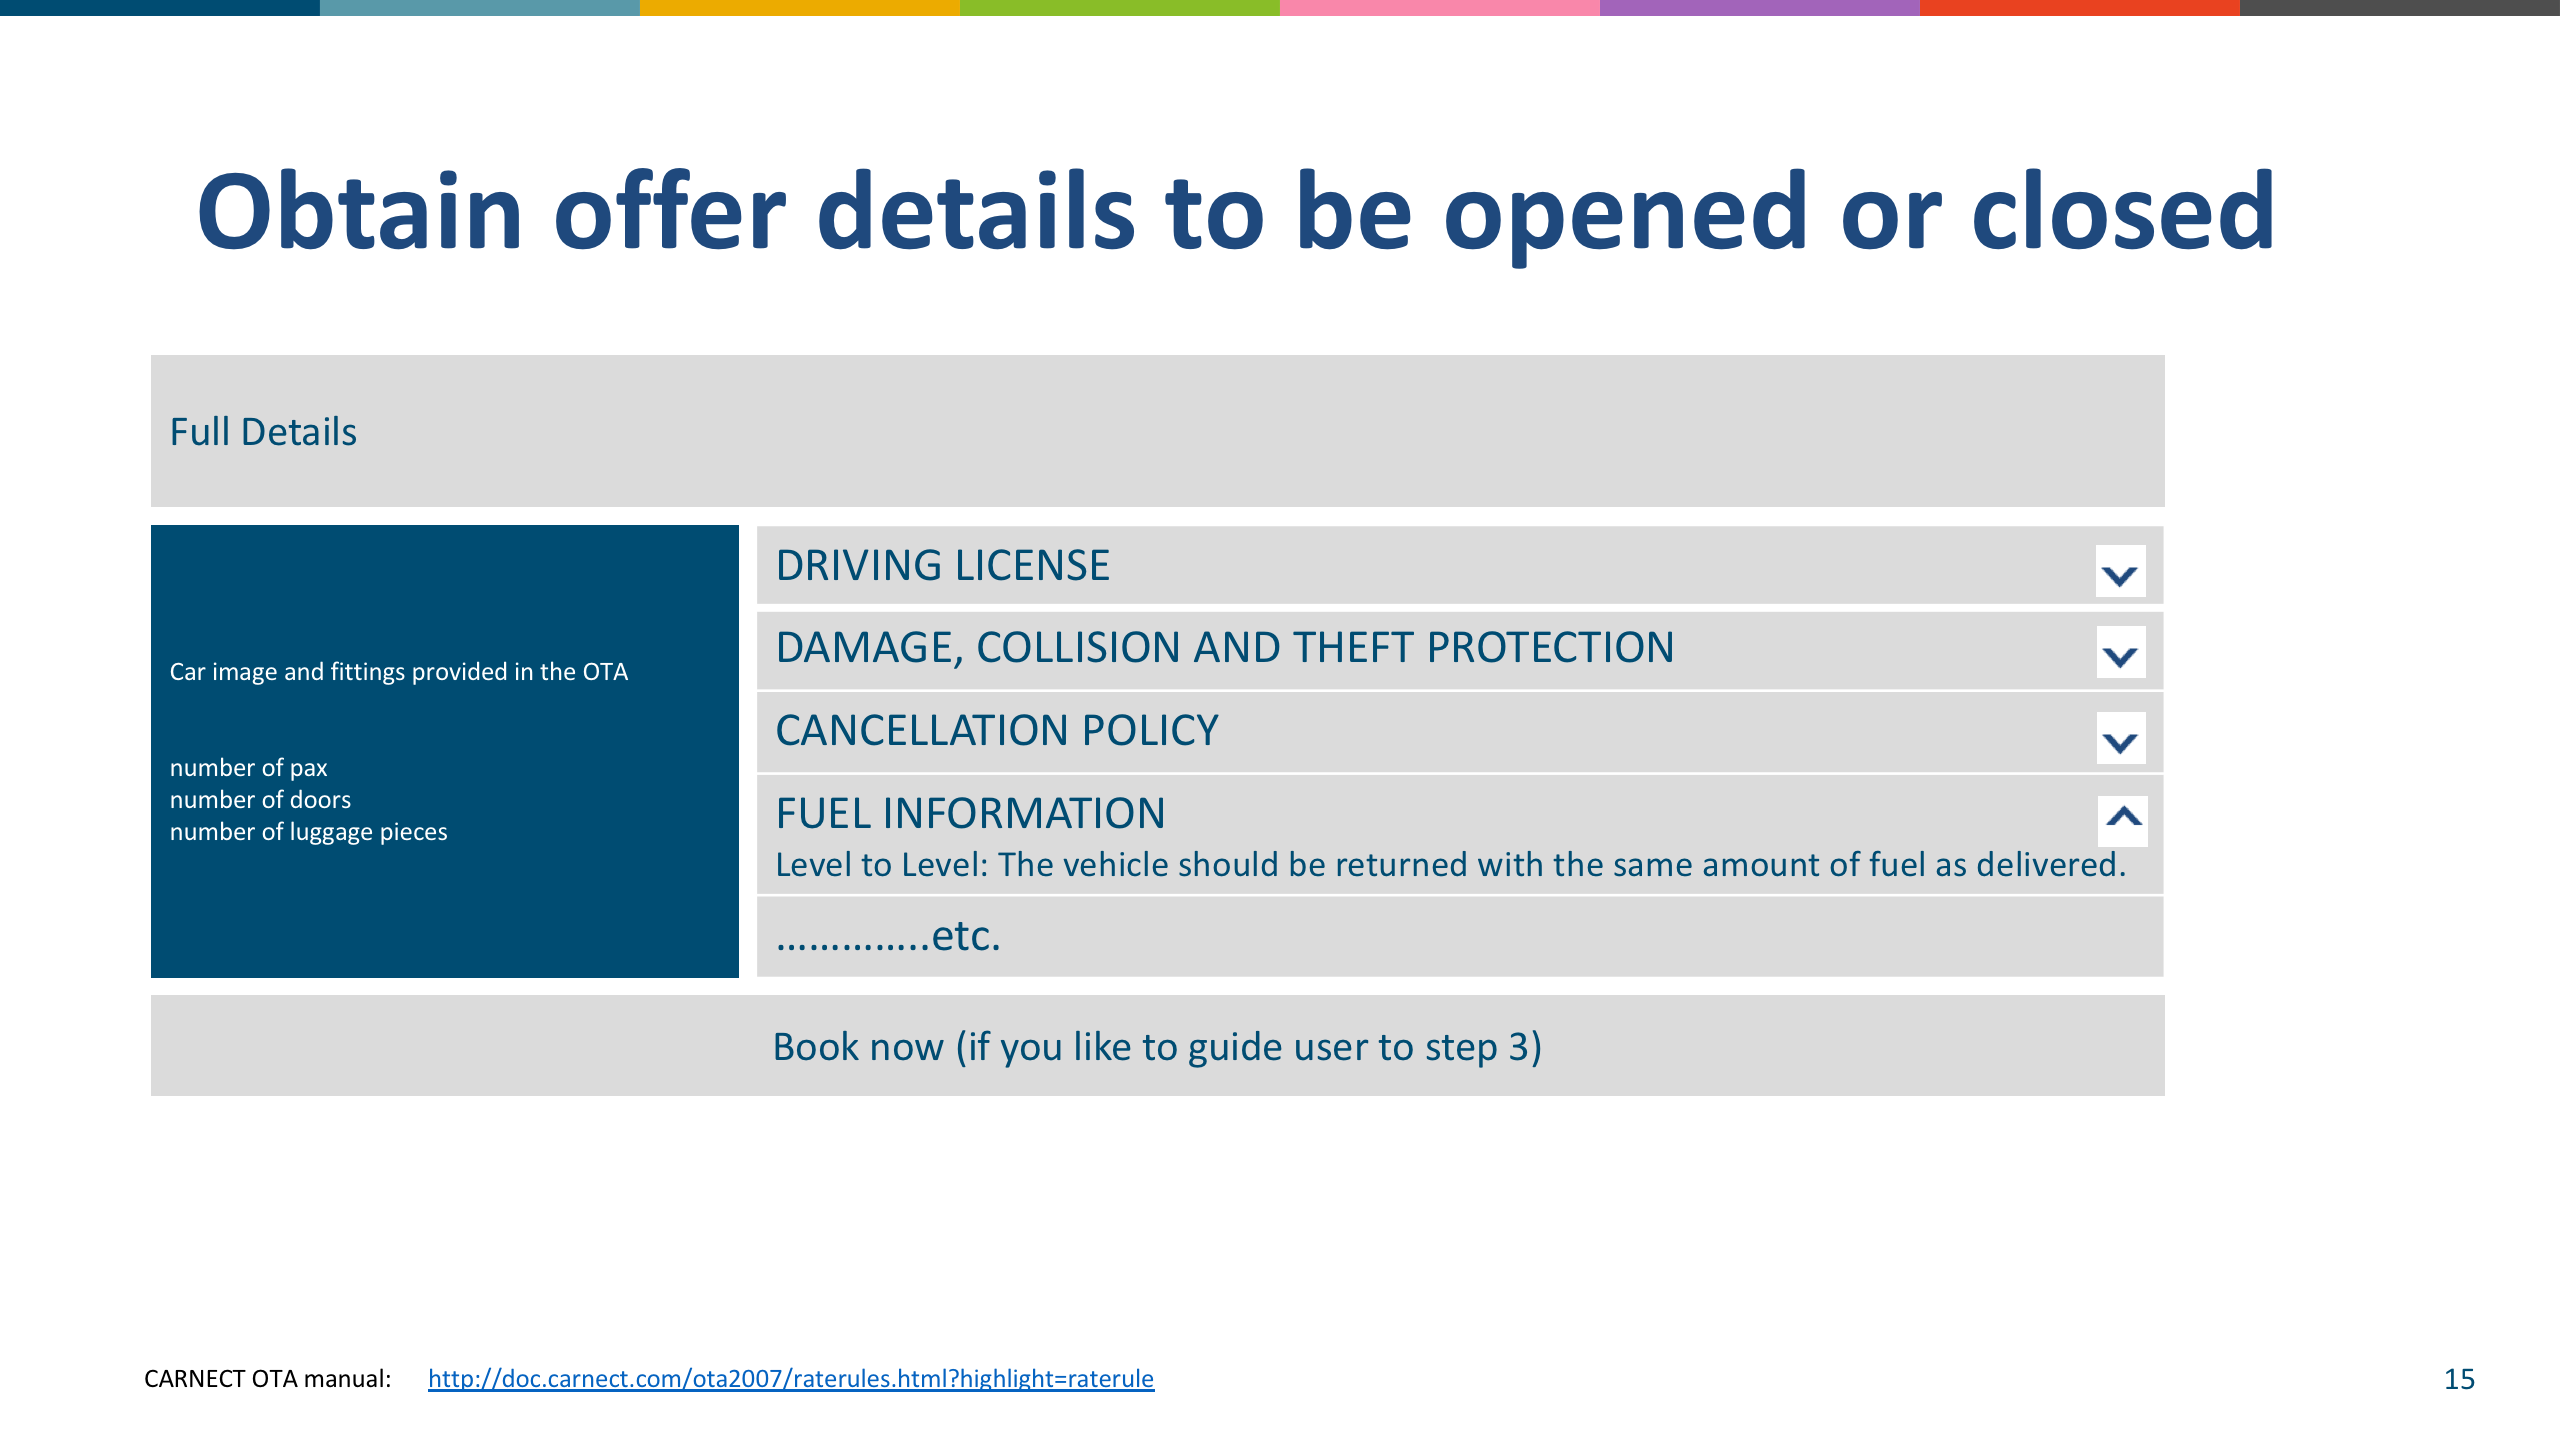 Obtain offer details to be opened or closed
Full Details
Car image and fittings provided in the OTA
number of pax
number of doors
number of luggage pieces
DRIVING LICENSE
DAMAGE, COLLISION AND THEFT PROTECTION
CANCELLATION POLICY
FUEL INFORMATION
Level to Level: The vehicle should be returned with the same amount of fuel as delivered.
…………..etc.
Book now (if you like to guide user to step 3)
CARNECT OTA manual: http://doc.carnect.com/ota2007/raterules.html?highlight=raterule
15